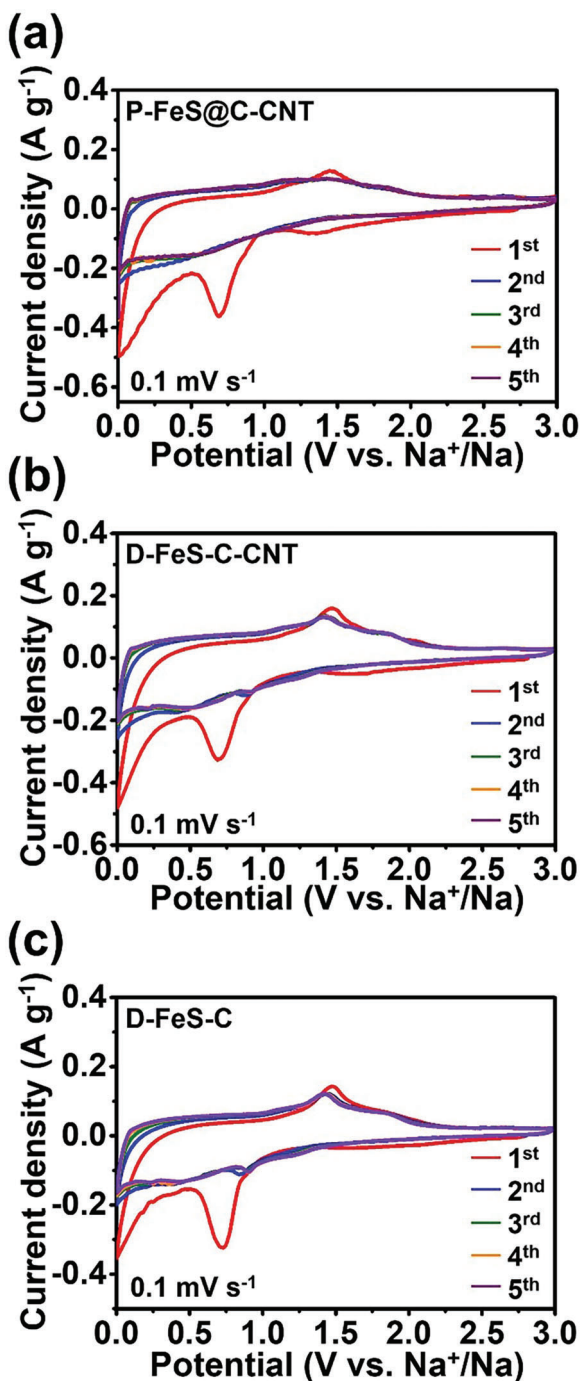 (a)
P-FeS@C-CNT
0.4
0.2
0.0
-0.2
-0.4
-0.6
Current density (A g⁻¹)
1ˢᵗ
2ⁿᵈ
3ʳᵈ
4ᵗʰ
5ᵗʰ
0.1 mV s⁻¹
0.0 0.5 1.0 1.5 2.0 2.5 3.0
Potential (V vs. Na⁺/Na)
(b)
D-FeS-C-CNT
0.4
0.2
0.0
-0.2
-0.4
-0.6
Current density (A g⁻¹)
1ˢᵗ
2ⁿᵈ
3ʳᵈ
4ᵗʰ
5ᵗʰ
0.1 mV s⁻¹
0.0 0.5 1.0 1.5 2.0 2.5 3.0
Potential (V vs. Na⁺/Na)
(c)
D-FeS-C
0.4
0.2
0.0
-0.2
-0.4
Current density (A g⁻¹)
1ˢᵗ
2ⁿᵈ
3ʳᵈ
4ᵗʰ
5ᵗʰ
0.1 mV s⁻¹
0.0 0.5 1.0 1.5 2.0 2.5 3.0
Potential (V vs. Na⁺/Na)